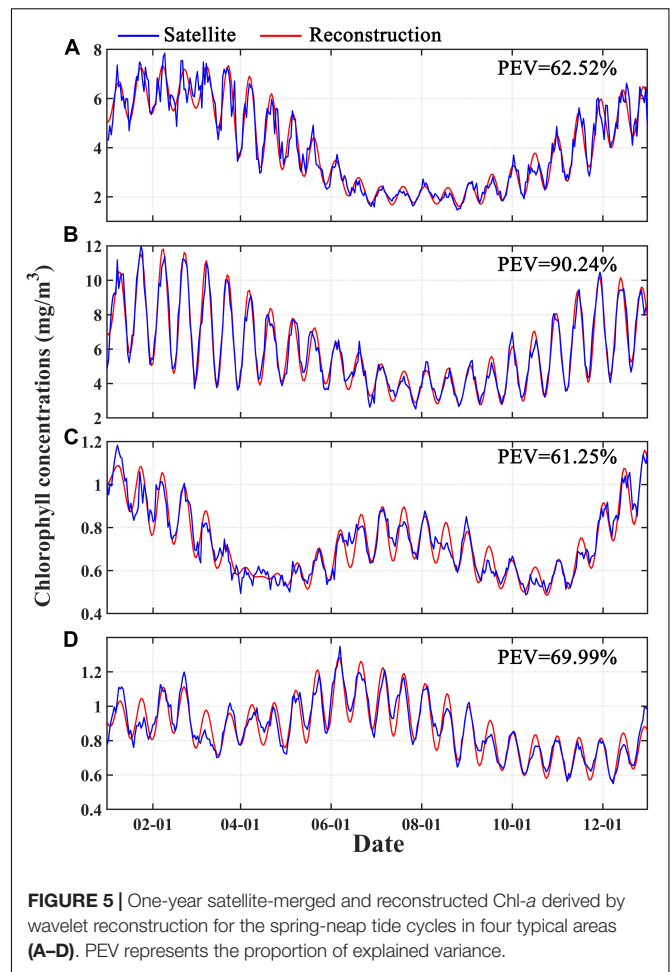 Satellite Reconstruction
A
PEV=62.52%
8
6
4
2
B
PEV=90.24%
12
10
8
6
4
2
Chlorophyll concentrations (mg/m³)
C
PEV=61.25%
1.2
1
0.8
0.6
0.4
D
PEV=69.99%
1.2
1
0.8
0.6
0.4
02-01 04-01 06-01 08-01 10-01 12-01
Date
FIGURE 5 | One-year satellite-merged and reconstructed Chl-a derived by
wavelet reconstruction for the spring-neap tide cycles in four typical areas
(A–D). PEV represents the proportion of explained variance.